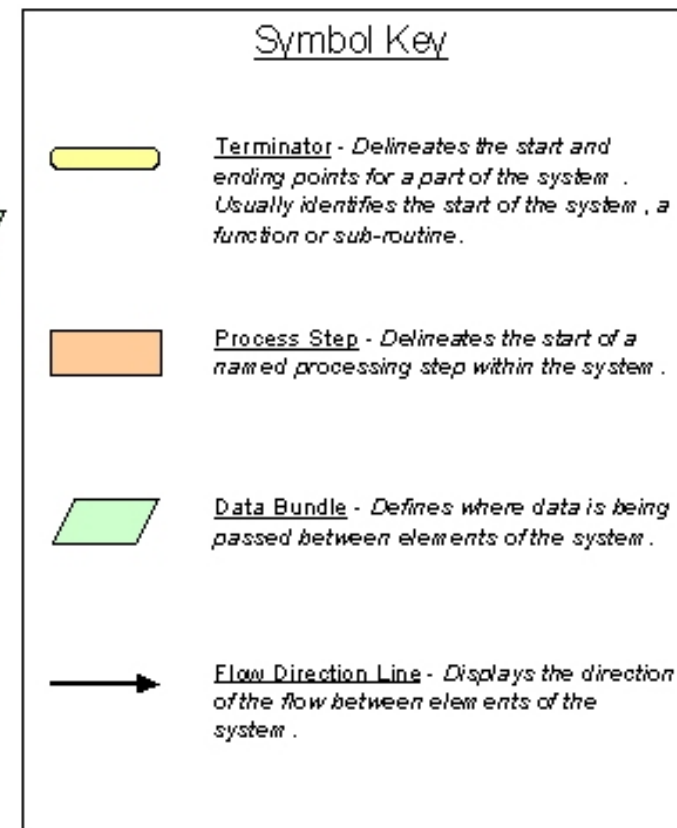 Symbol Key
Terminator - Delineates the start and
ending points for a part of the system .
Usually identifies the start of the system , a
function or sub-routine.
Process Step - Delineates the start of a
named processing step within the system .
Data Bundle - Defines where data is being
passed between elements of the system .
Flow Direction Line - Displays the direction
of the flow between elements of the
system .